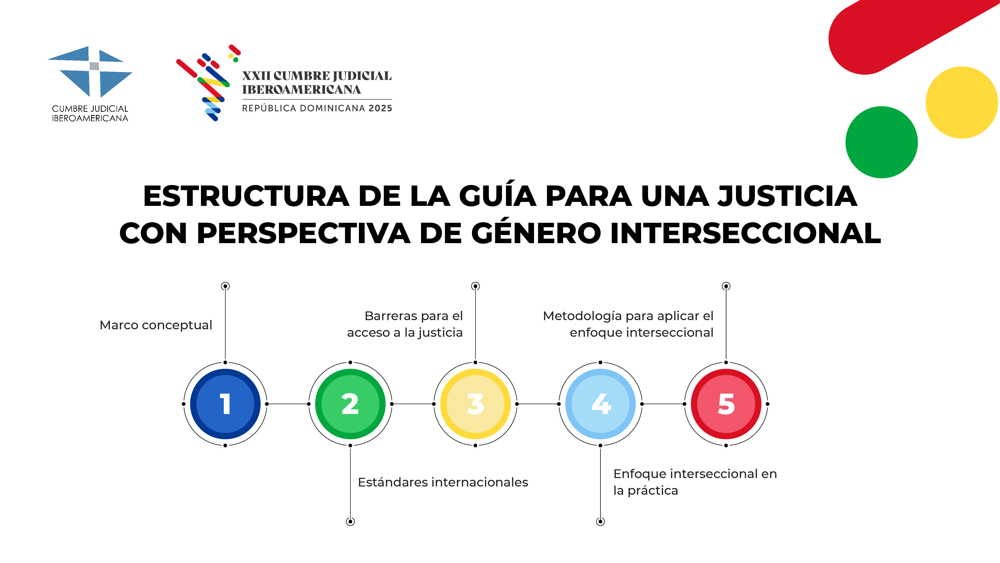 CUMBRE JUDICIAL
IBEROAMERICANA
XXII CUMBRE JUDICIAL
IBEROAMERICANA
REPÚBLICA DOMINICANA 2025
ESTRUCTURA DE LA GUÍA PARA UNA JUSTICIA
CON PERSPECTIVA DE GÉNERO INTERSECCIONAL
1
Marco conceptual
2
Estándares internacionales
3
Barreras para el
acceso a la justicia
4
Enfoque interseccional en
la práctica
5
Metodología para aplicar el
enfoque interseccional